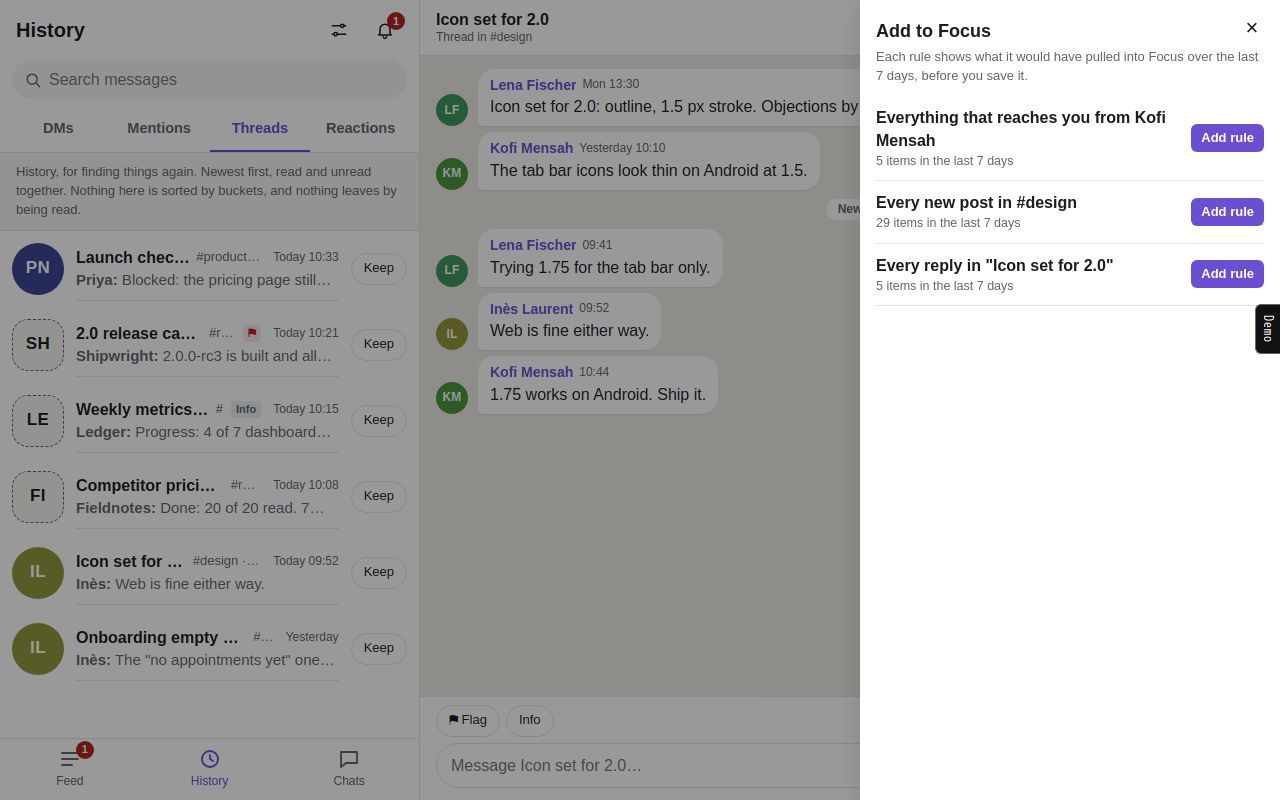 History
1
Search messages
DMs
Mentions
Threads
Reactions
History, for finding things again. Newest first, read and unread
together. Nothing here is sorted by buckets, and nothing leaves by
being read.
PN
Launch chec… #product… Today 10:33
Priya: Blocked: the pricing page still…
Keep
SH
2.0 release ca… #r… Today 10:21
Shipwright: 2.0.0-rc3 is built and all…
Keep
LE
Weekly metrics… # Info Today 10:15
Ledger: Progress: 4 of 7 dashboard…
Keep
FI
Competitor prici… #r… Today 10:08
Fieldnotes: Done: 20 of 20 read. 7…
Keep
IL
Icon set for … #design ·… Today 09:52
Inès: Web is fine either way.
Keep
IL
Onboarding empty … #… Yesterday
Inès: The "no appointments yet" one…
Keep
1
Feed
History
Chats
Icon set for 2.0
Thread in #design
Lena Fischer Mon 13:30
LF
Icon set for 2.0: outline, 1.5 px stroke. Objections by
Kofi Mensah Yesterday 10:10
KM
The tab bar icons look thin on Android at 1.5.
New
Lena Fischer 09:41
LF
Trying 1.75 for the tab bar only.
Inès Laurent 09:52
IL
Web is fine either way.
Kofi Mensah 10:44
KM
1.75 works on Android. Ship it.
Flag
Info
Message Icon set for 2.0…
Add to Focus
Each rule shows what it would have pulled into Focus over the last
7 days, before you save it.
Everything that reaches you from Kofi
Mensah
5 items in the last 7 days
Add rule
Every new post in #design
29 items in the last 7 days
Add rule
Every reply in "Icon set for 2.0"
5 items in the last 7 days
Add rule
Demo